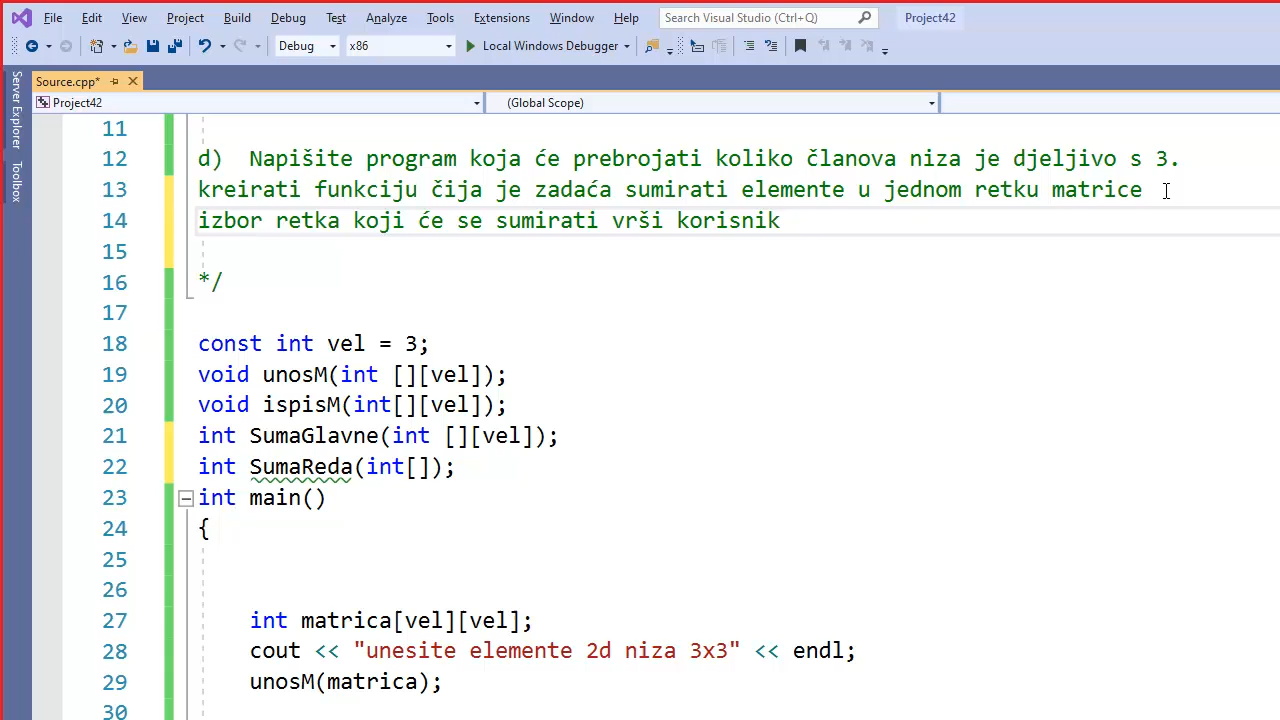 File Edit View Project Build Debug Test Analyze Tools Extensions Window Help Search Visual Studio (Ctrl+Q) Project42
Debug x86 Local Windows Debugger
Source.cpp*
Project42 (Global Scope)
Server Explorer
Toolbox
11
12 d)  Napišite program koja će prebrojati koliko članova niza je djeljivo s 3.
13 kreirati funkciju čija je zadaća sumirati elemente u jednom retku matrice
14 izbor retka koji će se sumirati vrši korisnik
15
16 */
17
18 const int vel = 3;
19 void unosM(int [][vel]);
20 void ispisM(int[][vel]);
21 int SumaGlavne(int [][vel]);
22 int SumaReda(int[]);
23 int main()
24 {
25
26
27 int matrica[vel][vel];
28 cout << "unesite elemente 2d niza 3x3" << endl;
29 unosM(matrica);
30